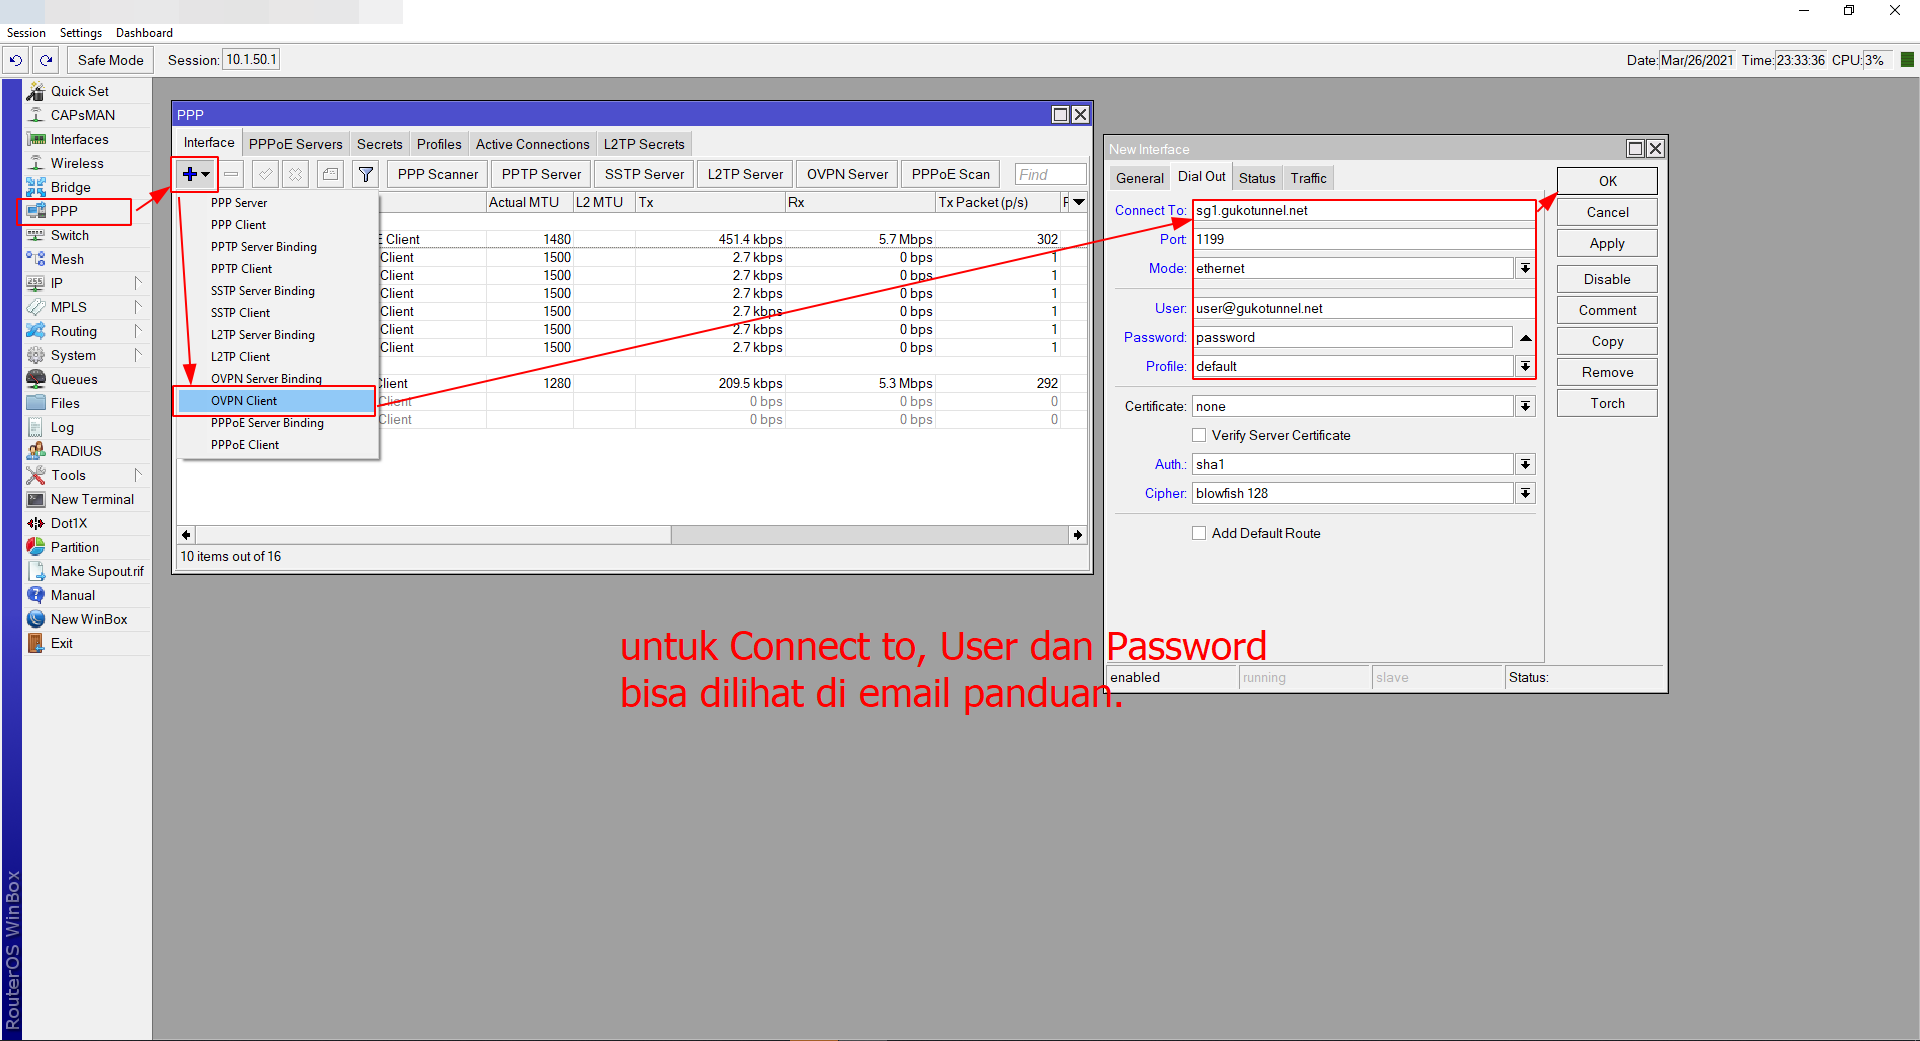 Session Settings Dashboard
Safe Mode Session: 10.1.50.1 Date: Mar/26/2021 Time: 23:33:36 CPU: 3%
Quick Set
CAPsMAN
Interfaces
Wireless
Bridge
PPP
Switch
Mesh
IP
MPLS
Routing
System
Queues
Files
Log
RADIUS
Tools
New Terminal
Dot1X
Partition
Make Supout.rif
Manual
New WinBox
Exit
RouterOS WinBox
PPP
Interface PPPoE Servers Secrets Profiles Active Connections L2TP Secrets
PPP Scanner PPTP Server SSTP Server L2TP Server OVPN Server PPPoE Scan Find
Actual MTU L2 MTU Tx Rx Tx Packet (p/s)
E Client 1480 451.4 kbps 5.7 Mbps 302
Client 1500 2.7 kbps 0 bps 1
Client 1500 2.7 kbps 0 bps 1
Client 1500 2.7 kbps 0 bps 1
Client 1500 2.7 kbps 0 bps 1
Client 1500 2.7 kbps 0 bps 1
Client 1500 2.7 kbps 0 bps 1
Client 1280 209.5 kbps 5.3 Mbps 292
Client 0 bps 0 bps 0
Client 0 bps 0 bps 0
10 items out of 16
PPP Server
PPP Client
PPTP Server Binding
PPTP Client
SSTP Server Binding
SSTP Client
L2TP Server Binding
L2TP Client
OVPN Server Binding
OVPN Client
PPPoE Server Binding
PPPoE Client
New Interface
General Dial Out Status Traffic
Connect To: sg1.gukotunnel.net
Port: 1199
Mode: ethernet
User: user@gukotunnel.net
Password: password
Profile: default
Certificate: none
Verify Server Certificate
Auth.: sha1
Cipher: blowfish 128
Add Default Route
OK
Cancel
Apply
Disable
Comment
Copy
Remove
Torch
enabled running slave Status:
untuk Connect to, User dan Password
bisa dilihat di email panduan.